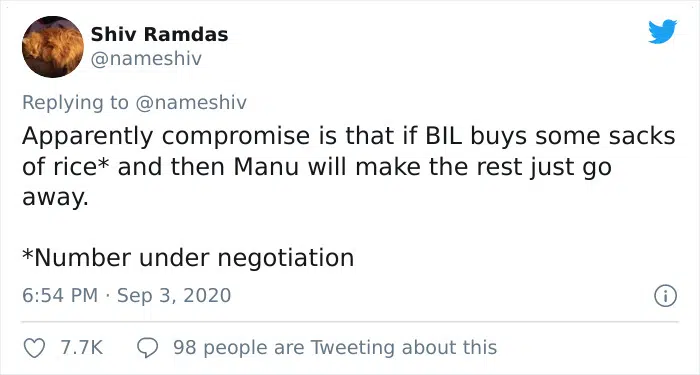 Shiv Ramdas
@nameshiv
Replying to @nameshiv
Apparently compromise is that if BIL buys some sacks
of rice* and then Manu will make the rest just go
away.
*Number under negotiation
6:54 PM · Sep 3, 2020
7.7K 98 people are Tweeting about this